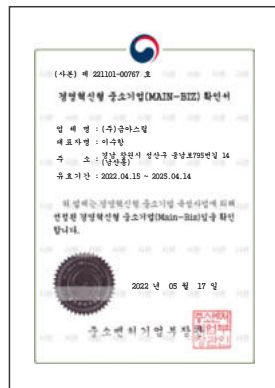 (사본) 제 221101-00767 호
경영혁신형 중소기업(MAIN-BIZ) 확인서
업 체 명 : (주)금아스틸
대표자명 : 이수항
주 소 : 경남 창원시 성산구 중남로795번길 14
(남산동)
유효기간 : 2022.04.15 ~ 2025.04.14
위 업체는 경영혁신형 중소기업 육성사업에 의해
선정된 경영혁신형 중소기업(Main-Biz)임을 확인
합니다.
2022 년 05 월 17 일
중소벤처기업부장관